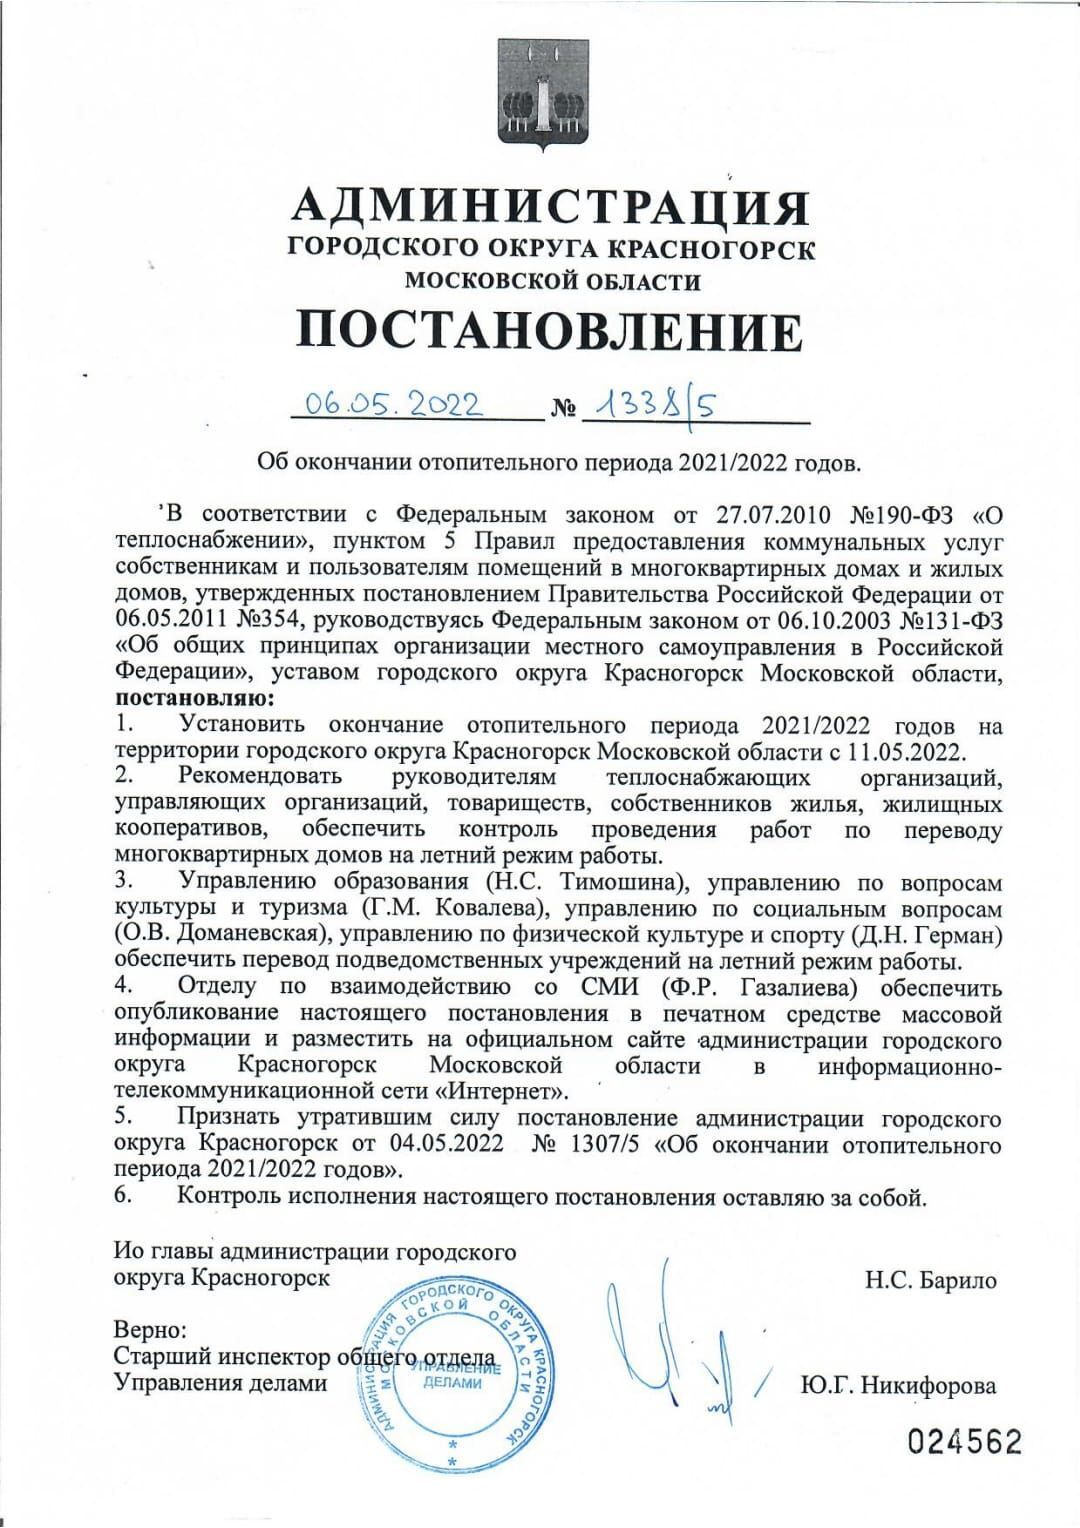 АДМИНИСТРАЦИЯ
ГОРОДСКОГО ОКРУГА КРАСНОГОРСК
МОСКОВСКОЙ ОБЛАСТИ
ПОСТАНОВЛЕНИЕ
06.05.2022 № 1338/5
Об окончании отопительного периода 2021/2022 годов.
В соответствии с Федеральным законом от 27.07.2010 №190-ФЗ «О
теплоснабжении», пунктом 5 Правил предоставления коммунальных услуг
собственникам и пользователям помещений в многоквартирных домах и жилых
домов, утвержденных постановлением Правительства Российской Федерации от
06.05.2011 №354, руководствуясь Федеральным законом от 06.10.2003 №131-ФЗ
«Об общих принципах организации местного самоуправления в Российской
Федерации», уставом городского округа Красногорск Московской области,
постановляю:
1. Установить окончание отопительного периода 2021/2022 годов на
территории городского округа Красногорск Московской области с 11.05.2022.
2. Рекомендовать руководителям теплоснабжающих организаций,
управляющих организаций, товариществ, собственников жилья, жилищных
кооперативов, обеспечить контроль проведения работ по переводу
многоквартирных домов на летний режим работы.
3. Управлению образования (Н.С. Тимошина), управлению по вопросам
культуры и туризма (Г.М. Ковалева), управлению по социальным вопросам
(О.В. Доманевская), управлению по физической культуре и спорту (Д.Н. Герман)
обеспечить перевод подведомственных учреждений на летний режим работы.
4. Отделу по взаимодействию со СМИ (Ф.Р. Газалиева) обеспечить
опубликование настоящего постановления в печатном средстве массовой
информации и разместить на официальном сайте администрации городского
округа Красногорск Московской области в информационно-
телекоммуникационной сети «Интернет».
5. Признать утратившим силу постановление администрации городского
округа Красногорск от 04.05.2022 № 1307/5 «Об окончании отопительного
периода 2021/2022 годов».
6. Контроль исполнения настоящего постановления оставляю за собой.
Ио главы администрации городского
округа Красногорск Н.С. Барило
Верно:
Старший инспектор общего отдела
Управления делами Ю.Г. Никифорова
АДМИНИСТРАЦИЯ ГОРОДСКОГО ОКРУГА КРАСНОГОРСК
МОСКОВСКОЙ ОБЛАСТИ
УПРАВЛЕНИЕ
ДЕЛАМИ
024562